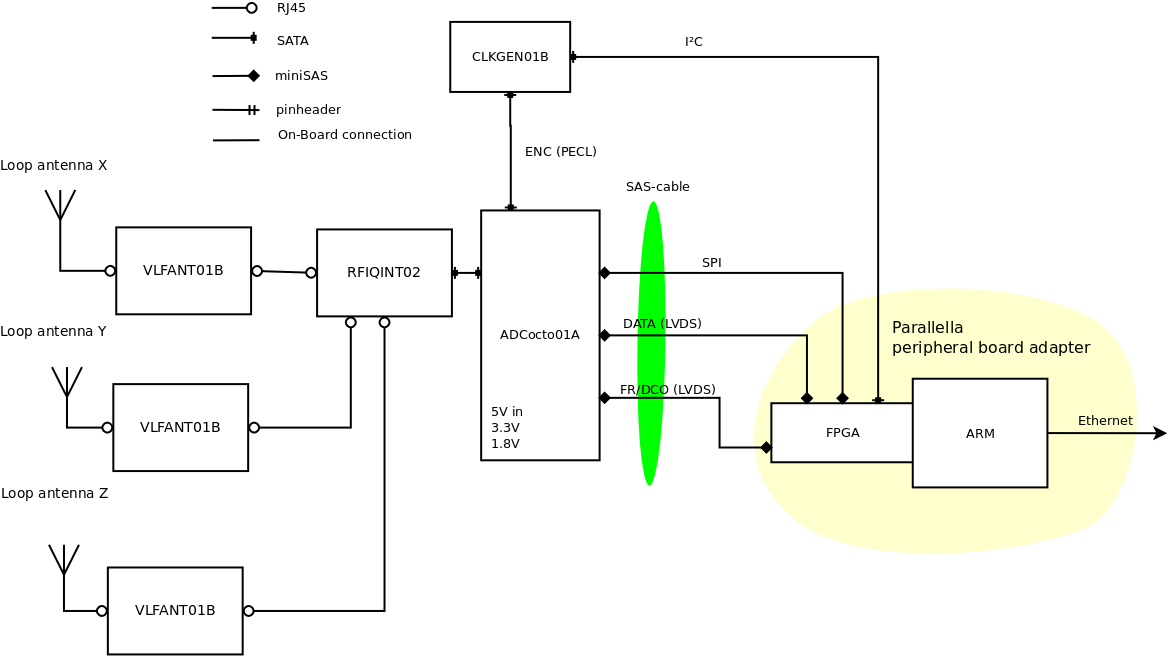 RJ45
SATA
miniSAS
pinheader
On-Board connection
CLKGEN01B
I²C
ENC (PECL)
Loop antenna X
VLFANT01B
RFIQINT02
SAS-cable
SPI
DATA (LVDS)
FR/DCO (LVDS)
ADCocto01A
5V in
3.3V
1.8V
Parallella
peripheral board adapter
FPGA
ARM
Ethernet
Loop antenna Y
VLFANT01B
Loop antenna Z
VLFANT01B